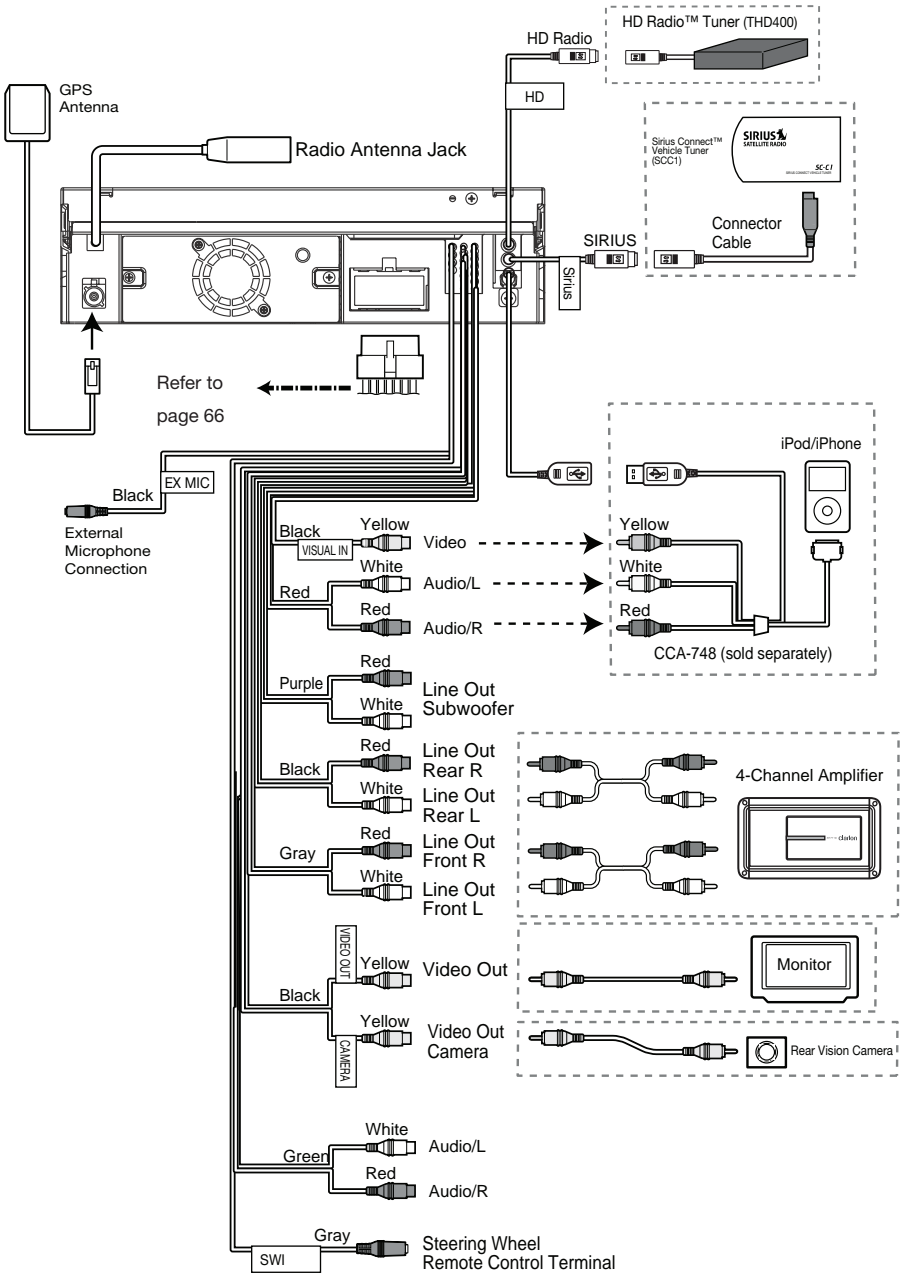 HD Radio™ Tuner (THD400)
HD Radio
HD
GPS
Antenna
Radio Antenna Jack
Sirius Connect™
Vehicle Tuner
(SCC1)
SIRIUS
SATELLITE RADIO
SC-C1
SIRIUS CONNECT VEHICLE TUNER
Connector
Cable
SIRIUS
Sirius
Refer to
page 66
EX MIC
Black
External
Microphone
Connection
iPod/iPhone
Black
VISUAL IN
Yellow
Video
Yellow
White
Audio/L
White
Red
Red
Audio/R
Red
CCA-748 (sold separately)
Purple
Red
White
Line Out
Subwoofer
Black
Red
Line Out
Rear R
White
Line Out
Rear L
4-Channel Amplifier
clarion
Gray
Red
Line Out
Front R
White
Line Out
Front L
VIDEO OUT
Yellow
Video Out
Monitor
Black
CAMERA
Yellow
Video Out
Camera
Rear Vision Camera
White
Audio/L
Green
Red
Audio/R
Gray
SWI
Steering Wheel
Remote Control Terminal